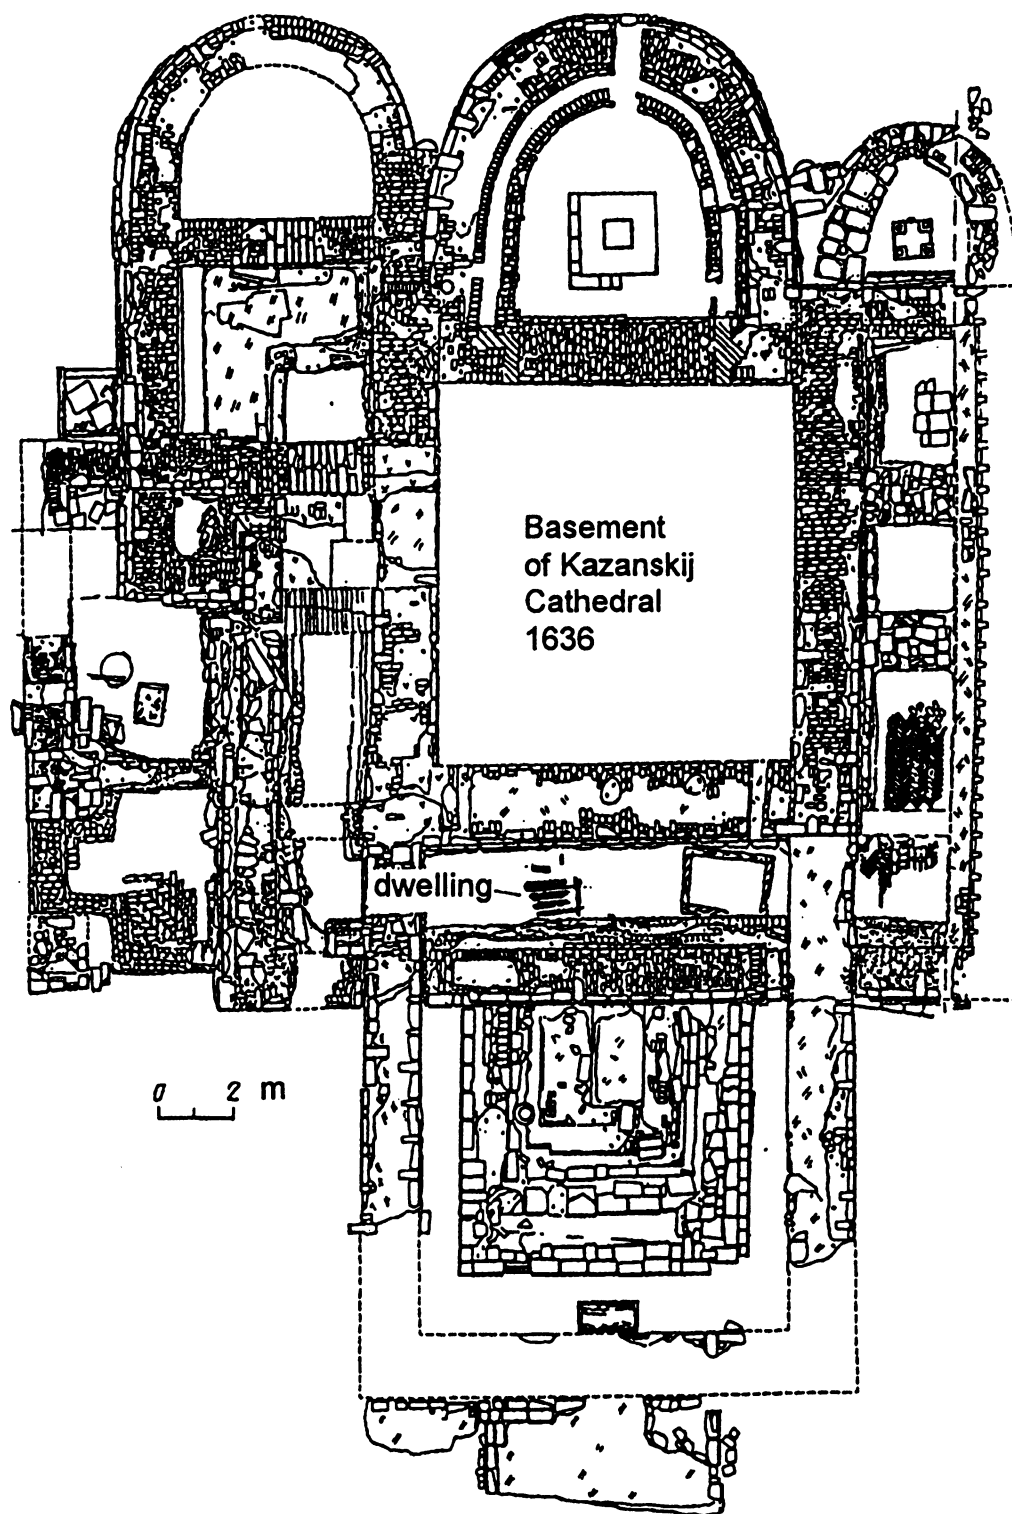 Basement
of Kazanskij
Cathedral
1636
dwelling
0 2 m